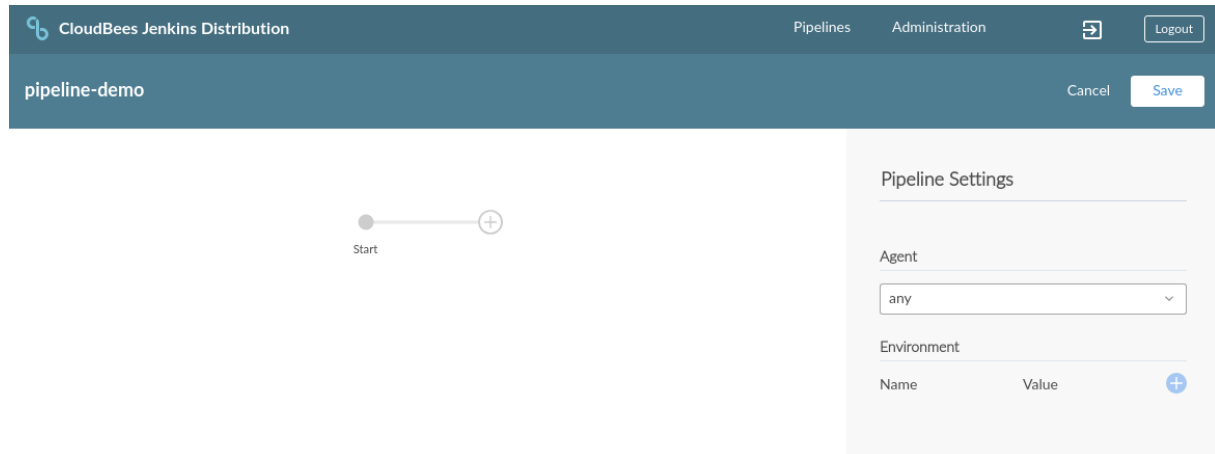 CloudBees Jenkins Distribution
Pipelines
Administration
Logout
pipeline-demo
Cancel
Save
Start
Pipeline Settings
Agent
any
Environment
Name Value